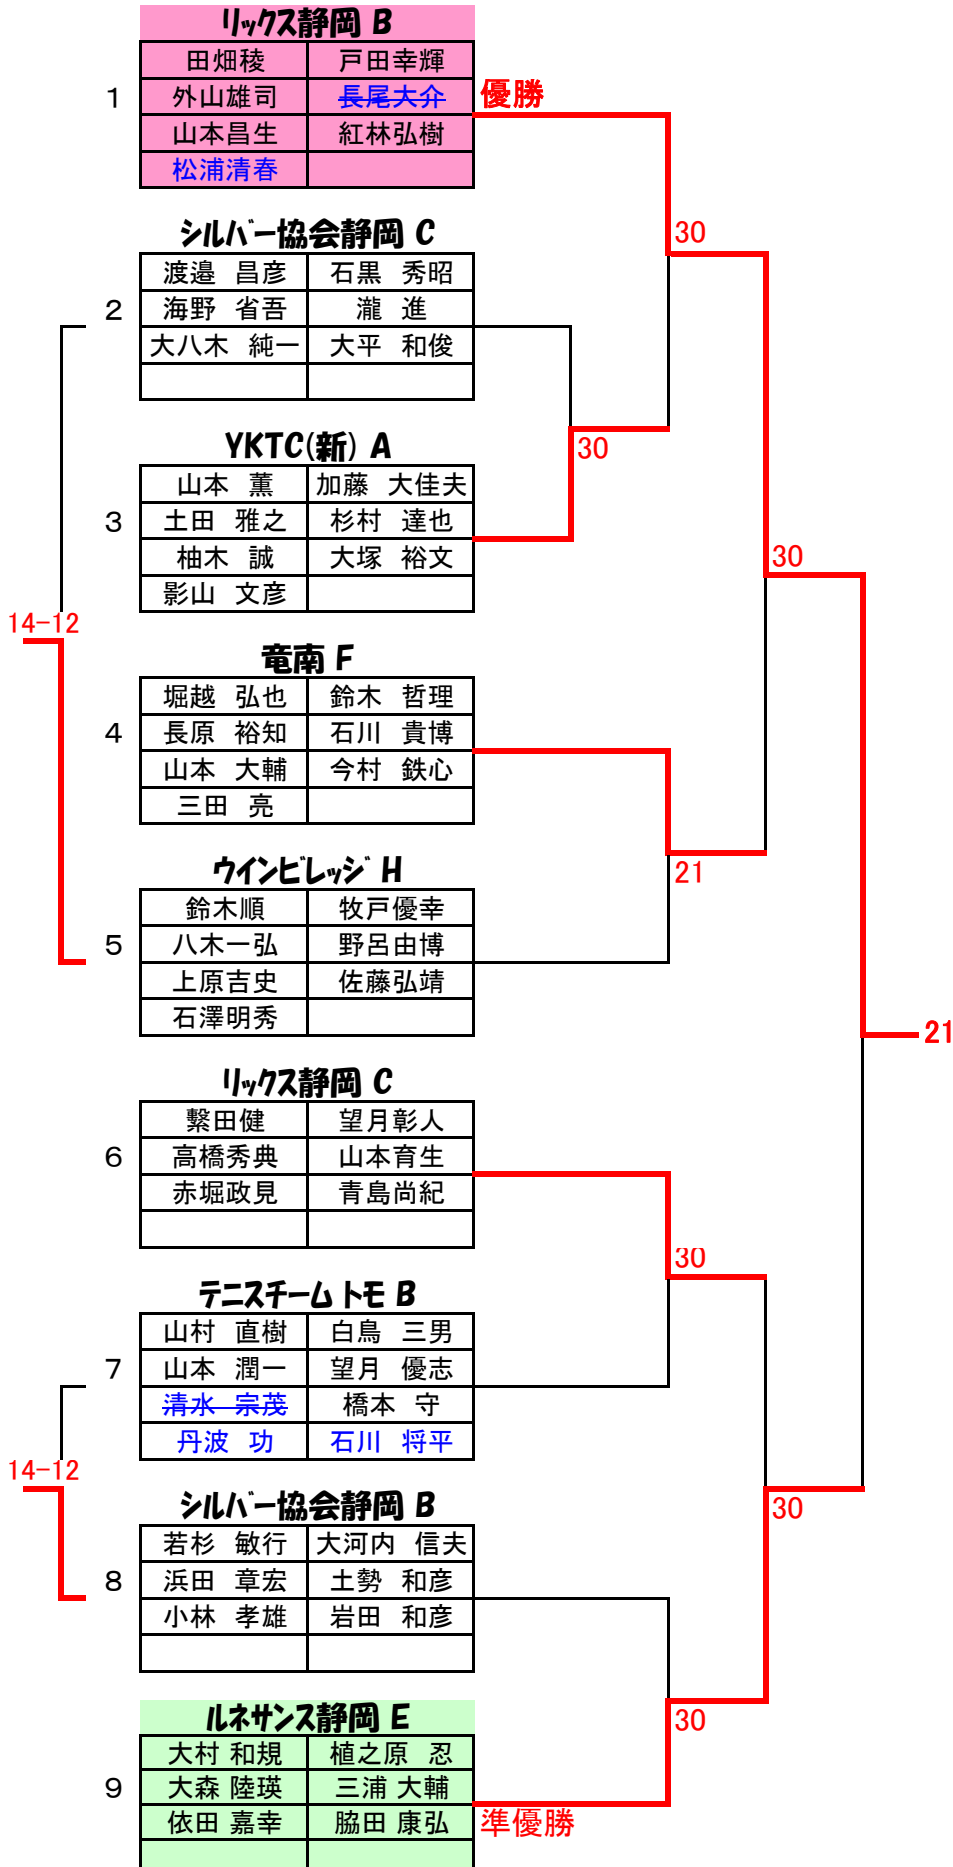 リックス静岡 B
田畑稜 戸田幸輝
1 外山雄司 長尾大介 優勝
山本昌生 紅林弘樹
松浦清春
30
シルバー協会静岡 C
渡邉 昌彦 石黒 秀昭
2 海野 省吾 瀧 進
大八木 純一 大平 和俊
YKTC(新) A
30
山本 薫 加藤 大佳夫
3 土田 雅之 杉村 達也
柚木 誠 大塚 裕文
30
影山 文彦
14-12
竜南 F
堀越 弘也 鈴木 哲理
4 長原 裕知 石川 貴博
山本 大輔 今村 鉄心
三田 亮
ウインビレッジ H
21
鈴木順 牧戸優幸
5 八木一弘 野呂由博
上原吉史 佐藤弘靖
石澤明秀
21
リックス静岡 C
繋田健 望月彰人
6 高橋秀典 山本育生
赤堀政見 青島尚紀
30
テニスチームトモ B
山村 直樹 白鳥 三男
7 山本 潤一 望月 優志
清水 宗茂 橋本 守
丹波 功 石川 将平
14-12
シルバー協会静岡 B
30
若杉 敏行 大河内 信夫
8 浜田 章宏 土勢 和彦
小林 孝雄 岩田 和彦
ルネサンス静岡 E
30
大村 和規 植之原 忍
9 大森 陸瑛 三浦 大輔
依田 嘉幸 脇田 康弘 準優勝